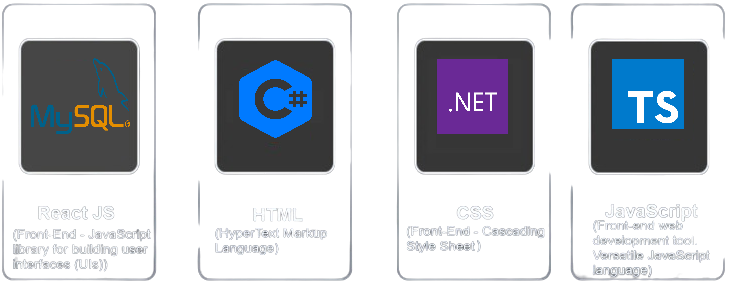 MySQL
C#
.NET
TS
React JS
(Front-End - JavaScript
library for building user
interfaces (UIs))
HTML
(HyperText Markup
Language)
CSS
(Front-End - Cascading
Style Sheet)
JavaScript
(Front-end web
development tool.
Versatile JavaScript
language)